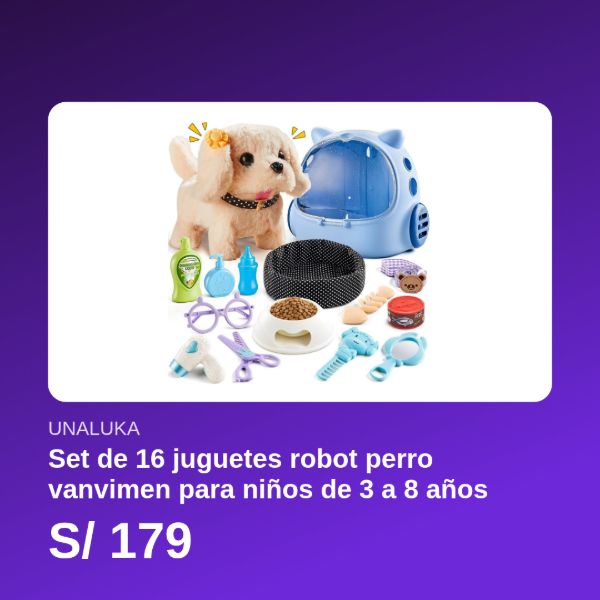 UNALUKA
Set de 16 juguetes robot perro
vanvimen para niños de 3 a 8 años
S/ 179